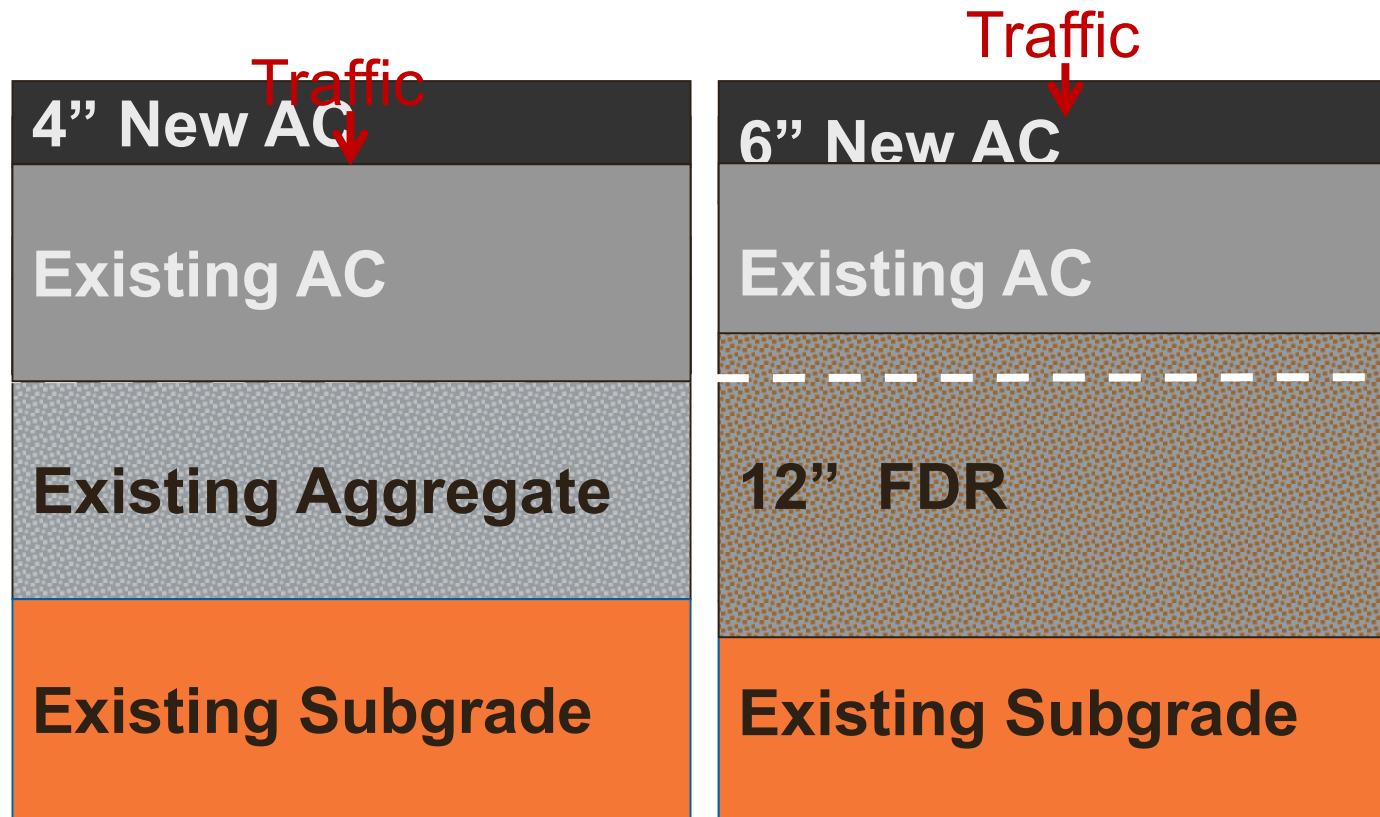 Traffic
4” New AC
Existing AC
Existing Aggregate
Existing Subgrade
Traffic
6” New AC
Existing AC
12” FDR
Existing Subgrade